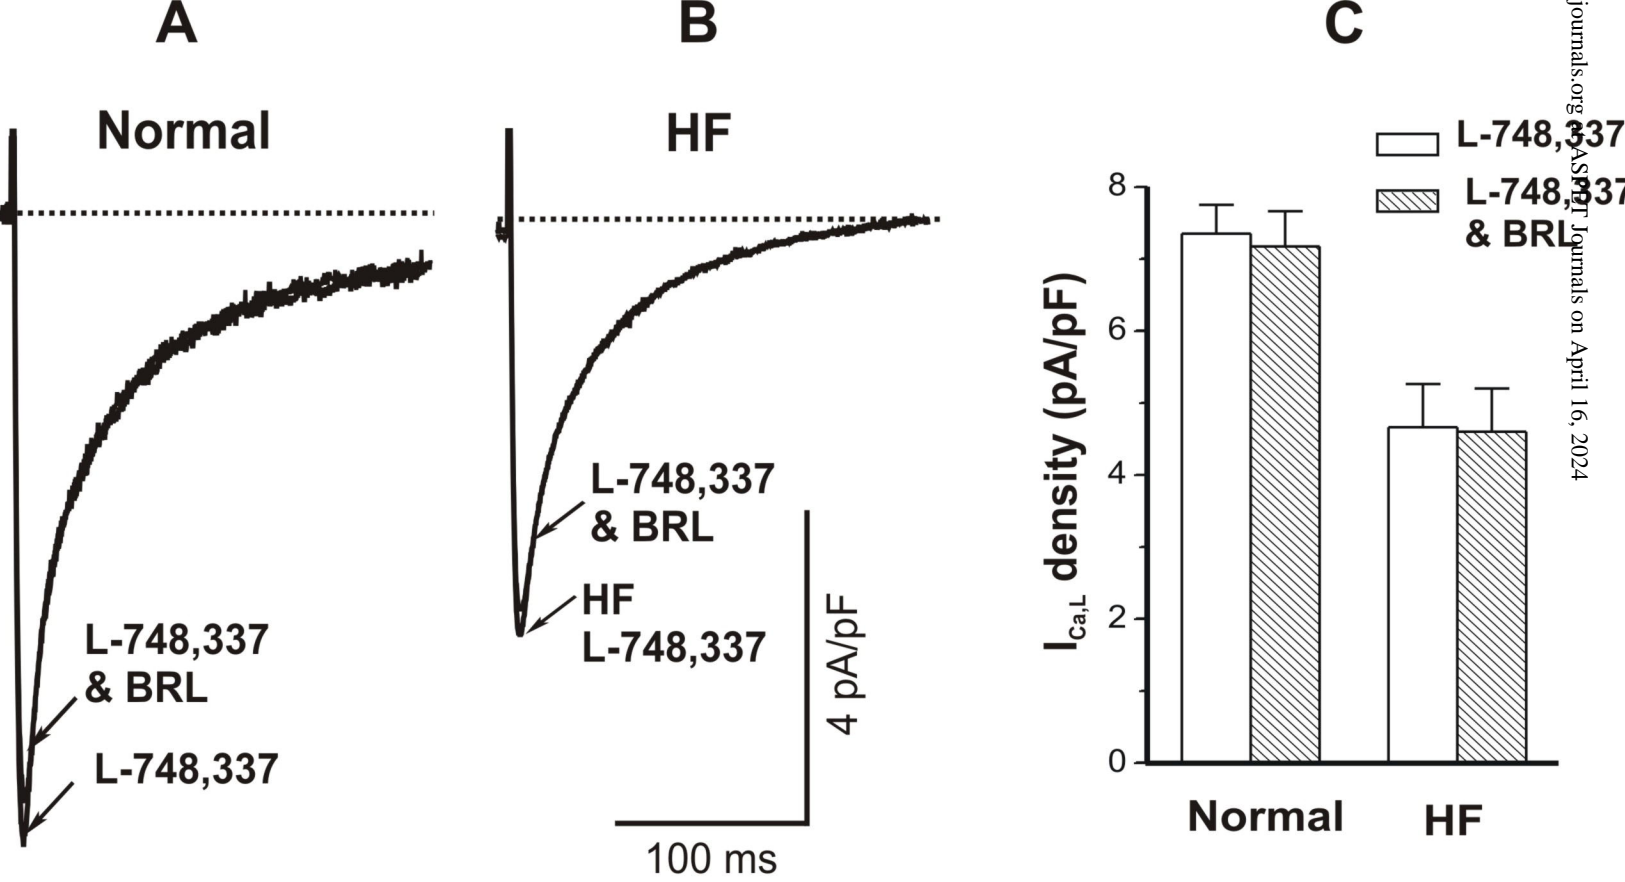 A
B
C
Normal
HF
L-748,337
& BRL
L-748,337
L-748,337
& BRL
HF
L-748,337
4 pA/pF
100 ms
L-748,337
L-748,337
& BRL
I Ca,L density (pA/pF)
8
6
4
2
0
Normal
HF
journals.org at ASPET Journals on April 16, 2024